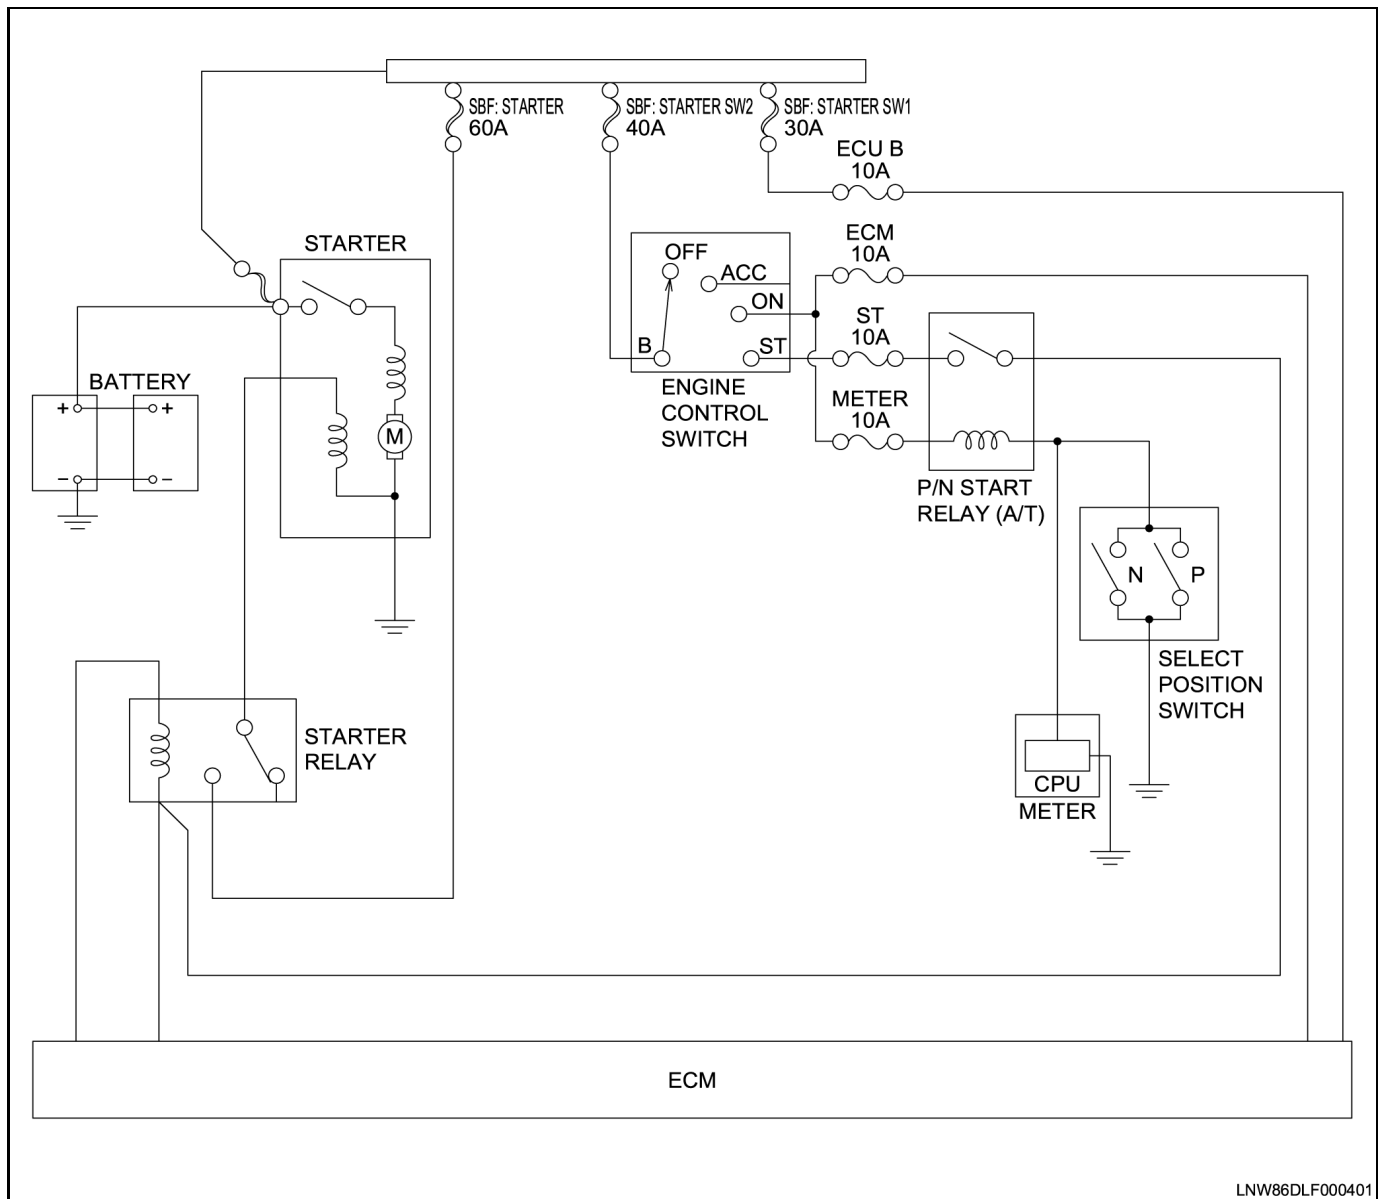 SBF: STARTER
60A
SBF: STARTER SW2
40A
SBF: STARTER SW1
30A
ECU B
10A
STARTER
OFF
ACC
ON
B
ST
ENGINE
CONTROL
SWITCH
ECM
10A
ST
10A
METER
10A
BATTERY
+
+
−
−
M
P/N START
RELAY (A/T)
N
P
SELECT
POSITION
SWITCH
STARTER
RELAY
CPU
METER
ECM
LNW86DLF000401